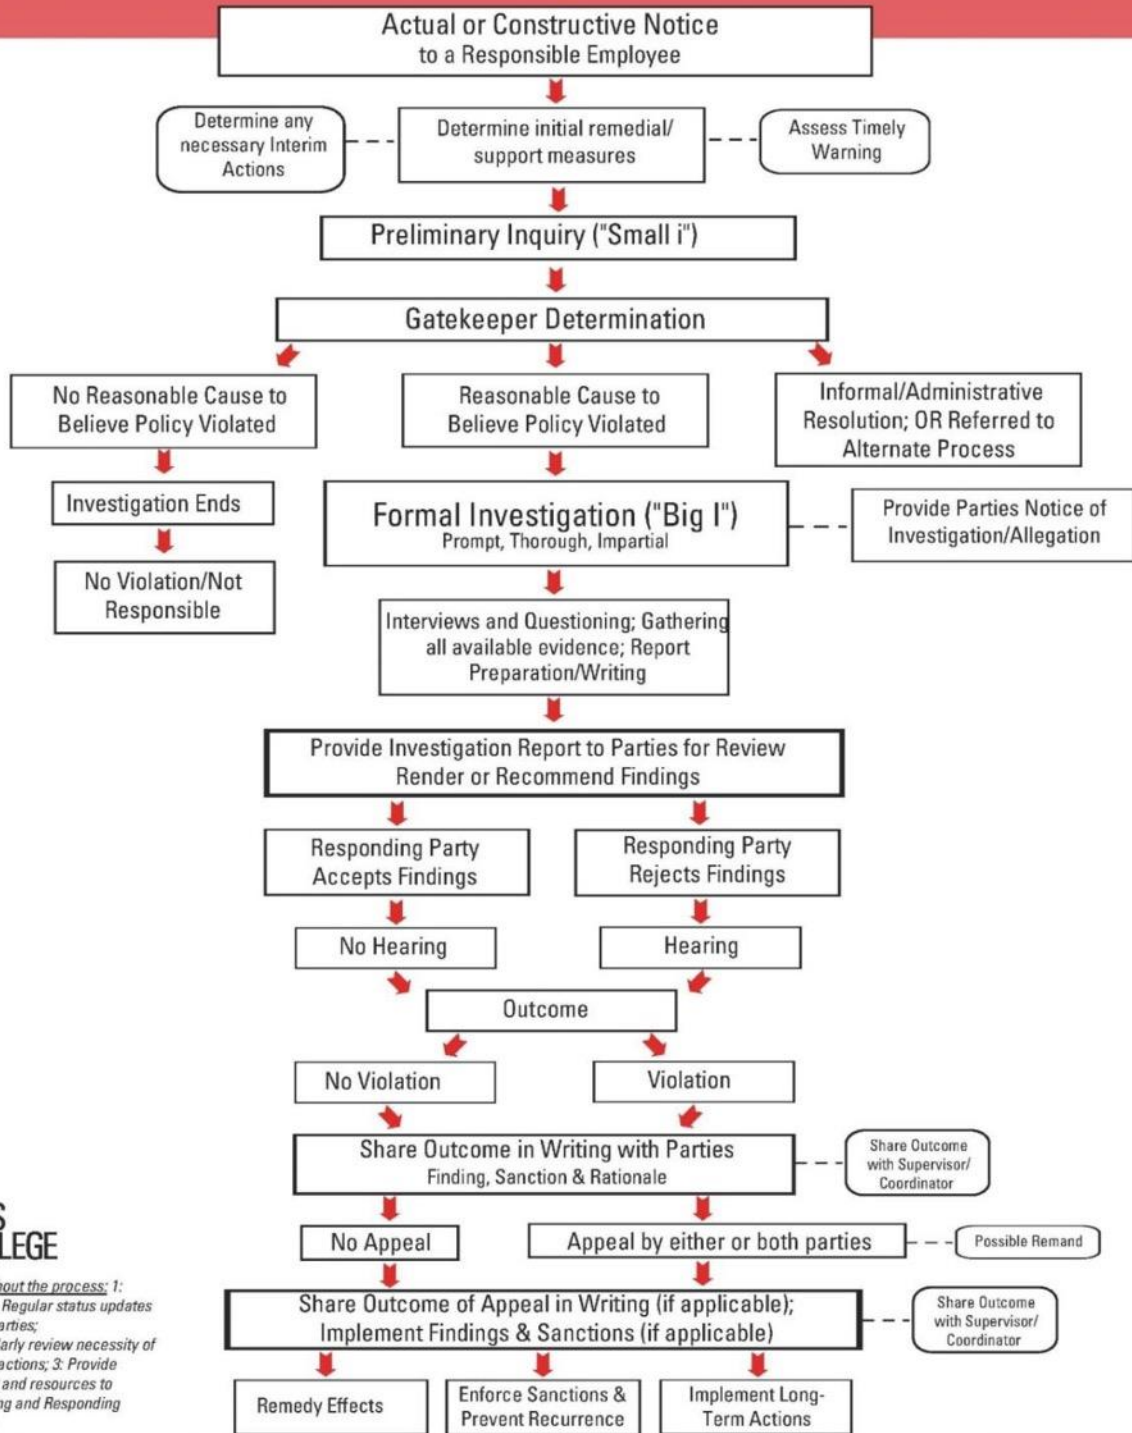 Actual or Constructive Notice
to a Responsible Employee
Determine any
necessary Interim
Actions
Determine initial remedial/
support measures
Assess Timely
Warning
Preliminary Inquiry ("Small i")
Gatekeeper Determination
No Reasonable Cause to
Believe Policy Violated
Reasonable Cause to
Believe Policy Violated
Informal/Administrative
Resolution; OR Referred to
Alternate Process
Investigation Ends
Formal Investigation ("Big I")
Prompt, Thorough, Impartial
Provide Parties Notice of
Investigation/Allegation
No Violation/Not
Responsible
Interviews and Questioning; Gathering
all available evidence; Report
Preparation/Writing
Provide Investigation Report to Parties for Review
Render or Recommend Findings
Responding Party
Accepts Findings
Responding Party
Rejects Findings
No Hearing
Hearing
Outcome
No Violation
Violation
Share Outcome in Writing with Parties
Finding, Sanction & Rationale
Share Outcome
with Supervisor/
Coordinator
No Appeal
Appeal by either or both parties
Possible Remand
Share Outcome of Appeal in Writing (if applicable);
Implement Findings & Sanctions (if applicable)
Share Outcome
with Supervisor/
Coordinator
Remedy Effects
Enforce Sanctions &
Prevent Recurrence
Implement Long-
Term Actions
S
LEGE
out the process: 1:
Regular status updates
arties;
arly review necessity of
actions; 3: Provide
and resources to
ng and Responding